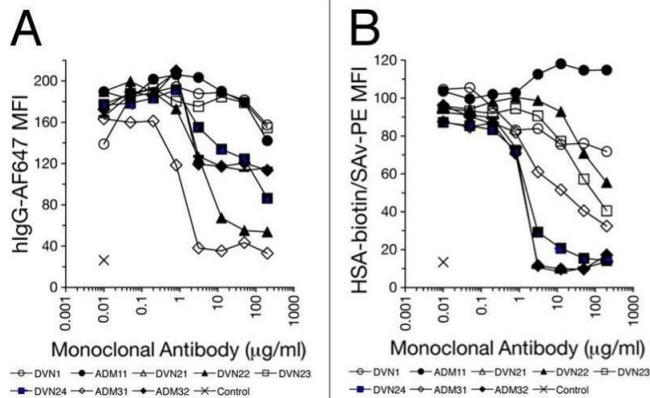 A
B
hIgG-AF647 MFI
200
160
120
80
40
0
0.001
0.01
0.1
1
10
100
1000
Monoclonal Antibody (µg/ml)
DVN1 ADM11 DVN21 DVN22 DVN23
DVN24 ADM31 ADM32 Control
HSA-biotin/SAv-PE MFI
120
100
80
60
40
20
0
0.001
0.01
0.1
1
10
100
1000
Monoclonal Antibody (µg/ml)
DVN1 ADM11 DVN21 DVN22 DVN23
DVN24 ADM31 ADM32 Control